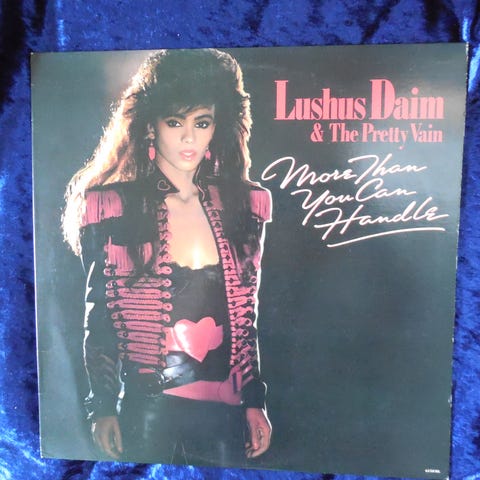 Lushus Daim
& The Pretty Vain
More Than
You Can
Handle